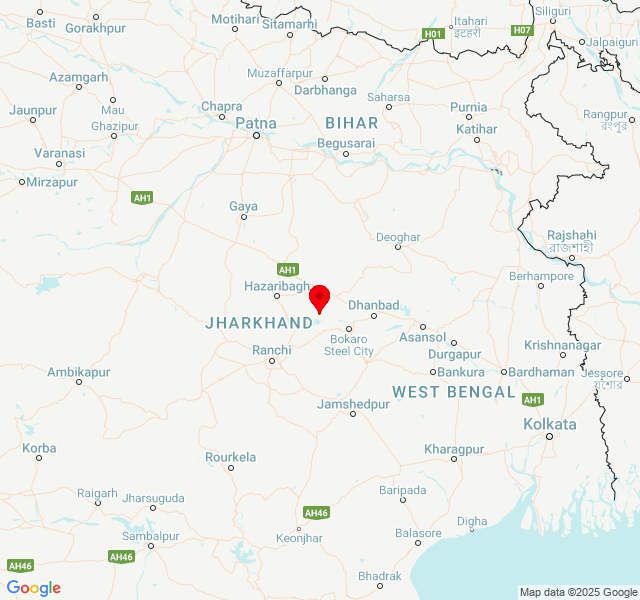 Basti
Gorakhpur
Motihari
Sitamarhi
H01
Itahari
इटहरी
H07
Siliguri
Jalpaiguri
Azamgarh
Muzaffarpur
Darbhanga
Jaunpur
Mau
Ghazipur
Chapra
Patna
BIHAR
Saharsa
Purnia
Katihar
Rangpur
রংপুর
Varanasi
Begusarai
Mirzapur
AH1
Gaya
Deoghar
Rajshahi
রাজশাহী
AH1
Hazaribagh
Berhampore
Dhanbad
JHARKHAND
Bokaro
Steel City
Asansol
Durgapur
Krishnanagar
Ranchi
Ambikapur
Bankura
Bardhaman
Jessore
যশোর
WEST BENGAL
AH1
Jamshedpur
Kolkata
Korba
Rourkela
Kharagpur
Raigarh
Jharsuguda
Baripada
AH46
Sambalpur
Keonjhar
Digha
Balasore
AH46
AH46
Bhadrak
Google
Map data ©2025 Google